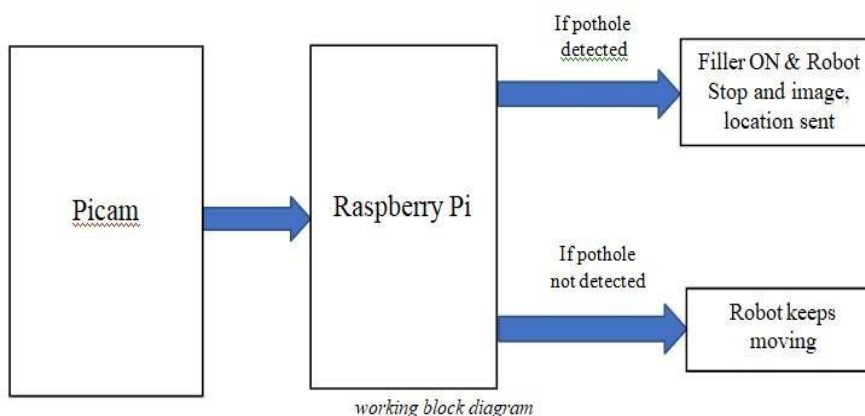 Picam
Raspberry Pi
If pothole
detected
Filler ON & Robot
Stop and image,
location sent
If pothole
not detected
Robot keeps
moving
working block diagram